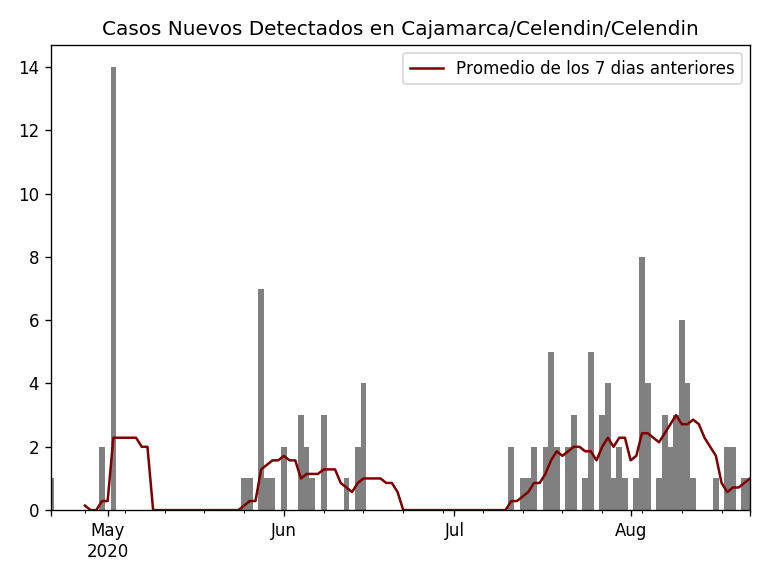 Casos Nuevos Detectados en Cajamarca/Celendin/Celendin
Promedio de los 7 dias anteriores
14
12
10
8
6
4
2
0
May
2020
Jun
Jul
Aug